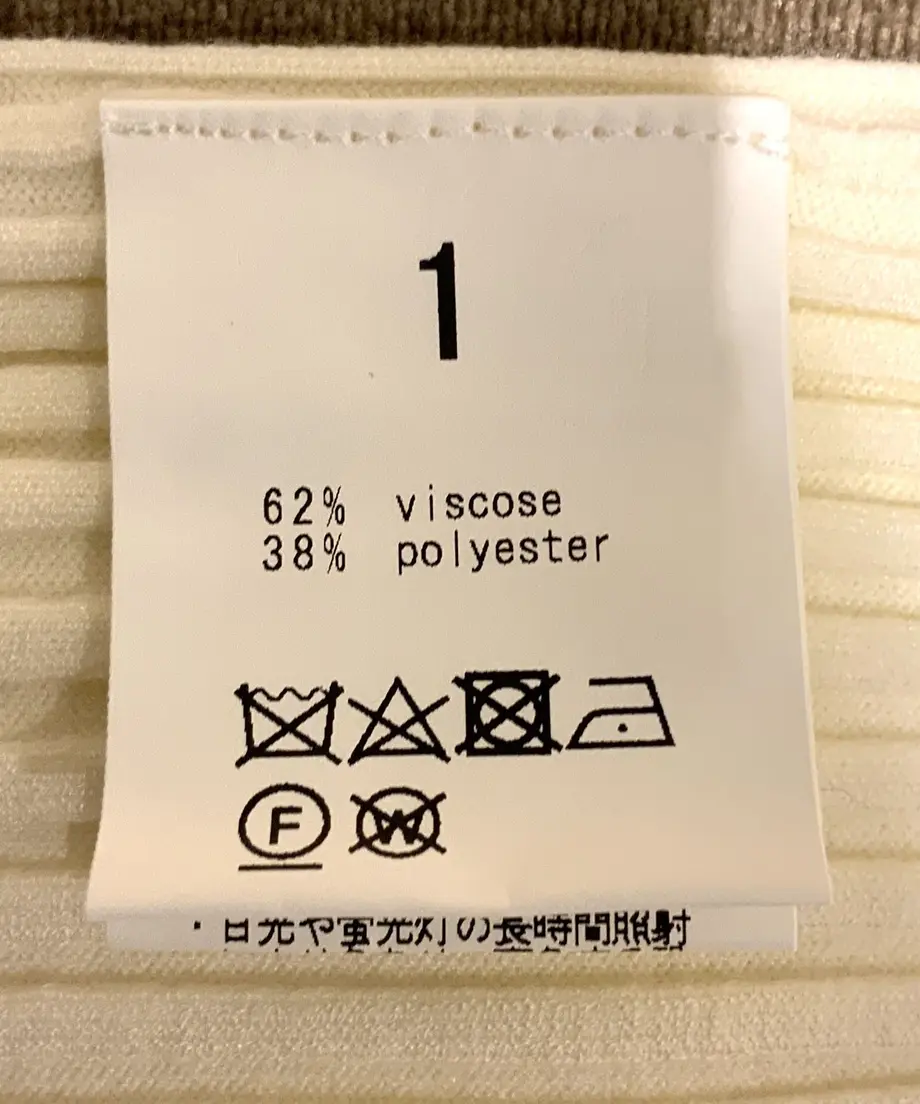 1
62% viscose
38% polyester
F W
・日光や蛍光灯の長時間照射